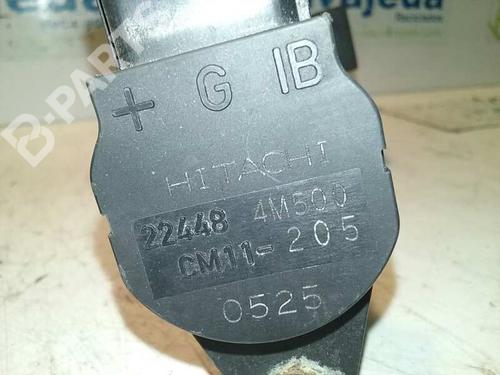 + G IB
HITACHI
22448 4M500
CM11-205
0525
B-PARTS